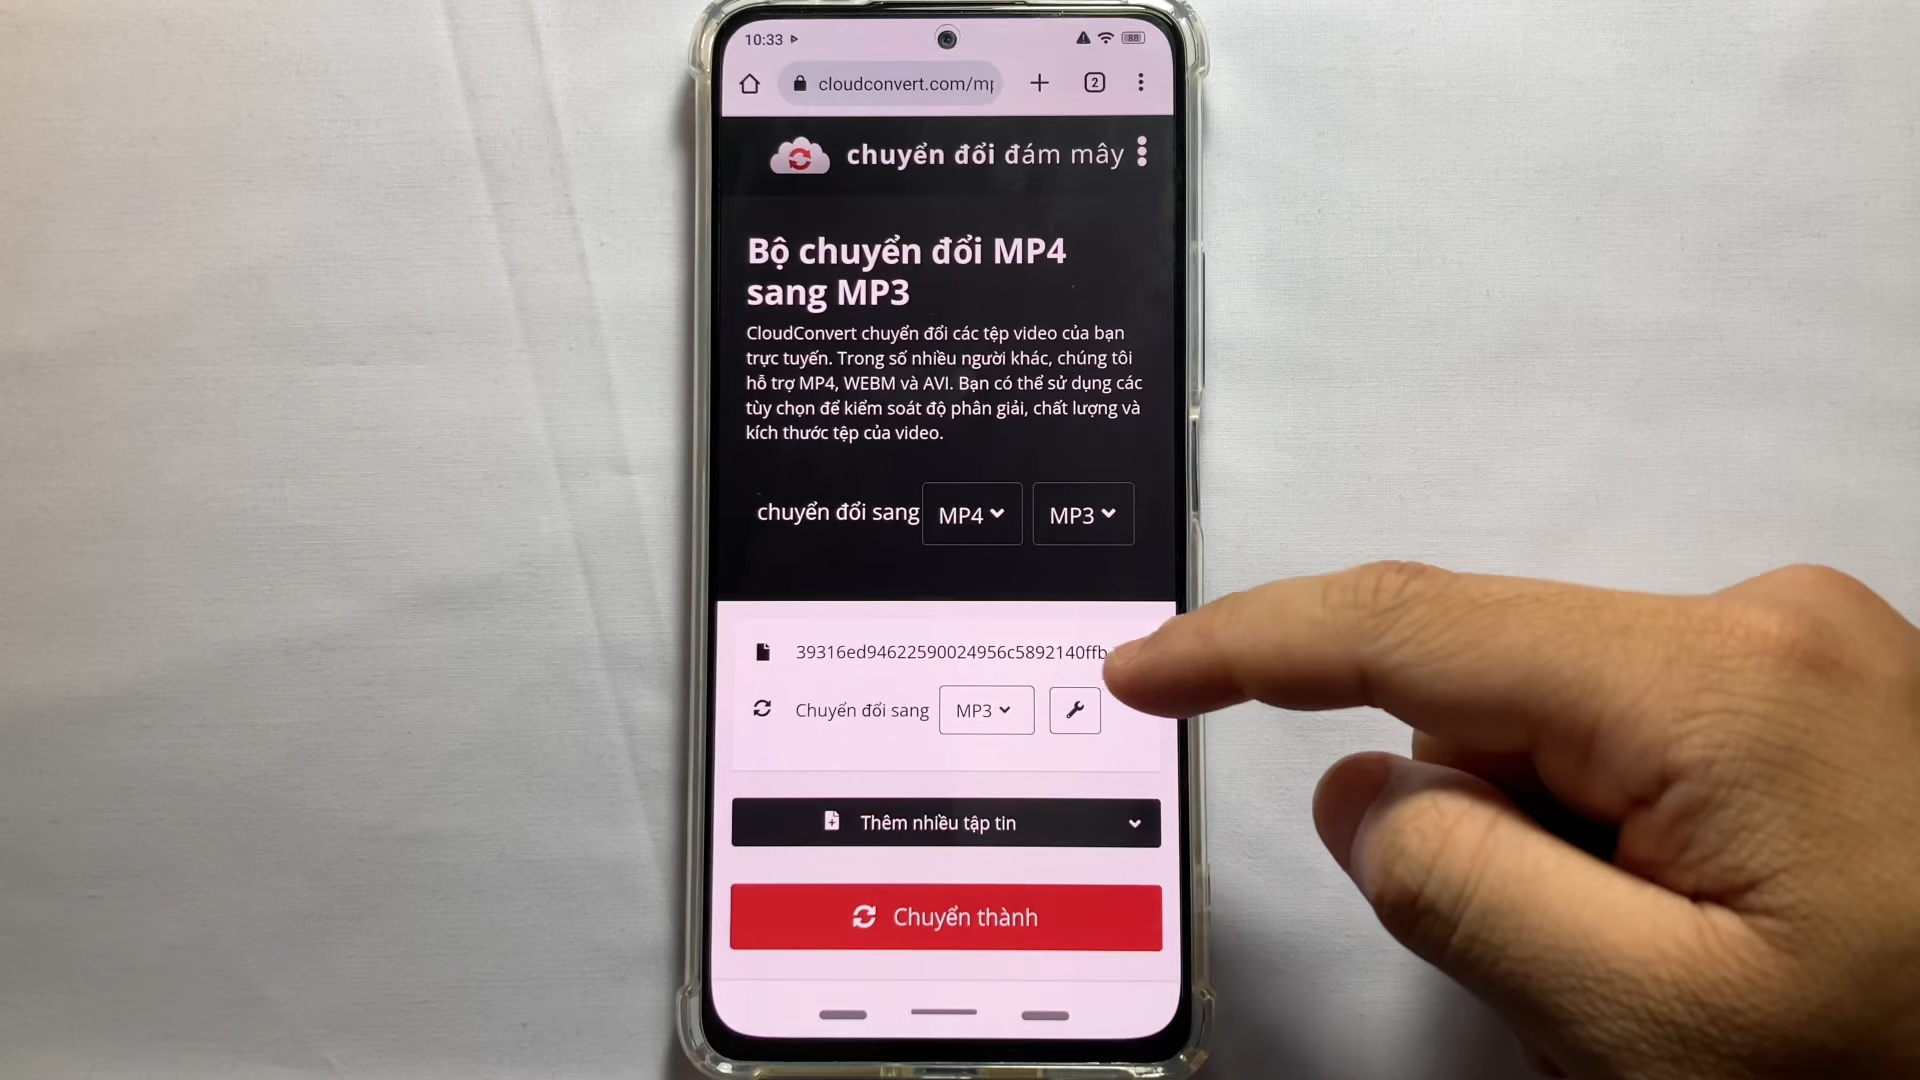 10:33
88
cloudconvert.com/mp
2
chuyển đổi đám mây
Bộ chuyển đổi MP4
sang MP3
CloudConvert chuyển đổi các tệp video của bạn
trực tuyến. Trong số nhiều người khác, chúng tôi
hỗ trợ MP4, WEBM và AVI. Bạn có thể sử dụng các
tùy chọn để kiểm soát độ phân giải, chất lượng và
kích thước tệp của video.
chuyển đổi sang MP4 MP3
39316ed94622590024956c5892140ffb
Chuyển đổi sang MP3
Thêm nhiều tập tin
Chuyển thành